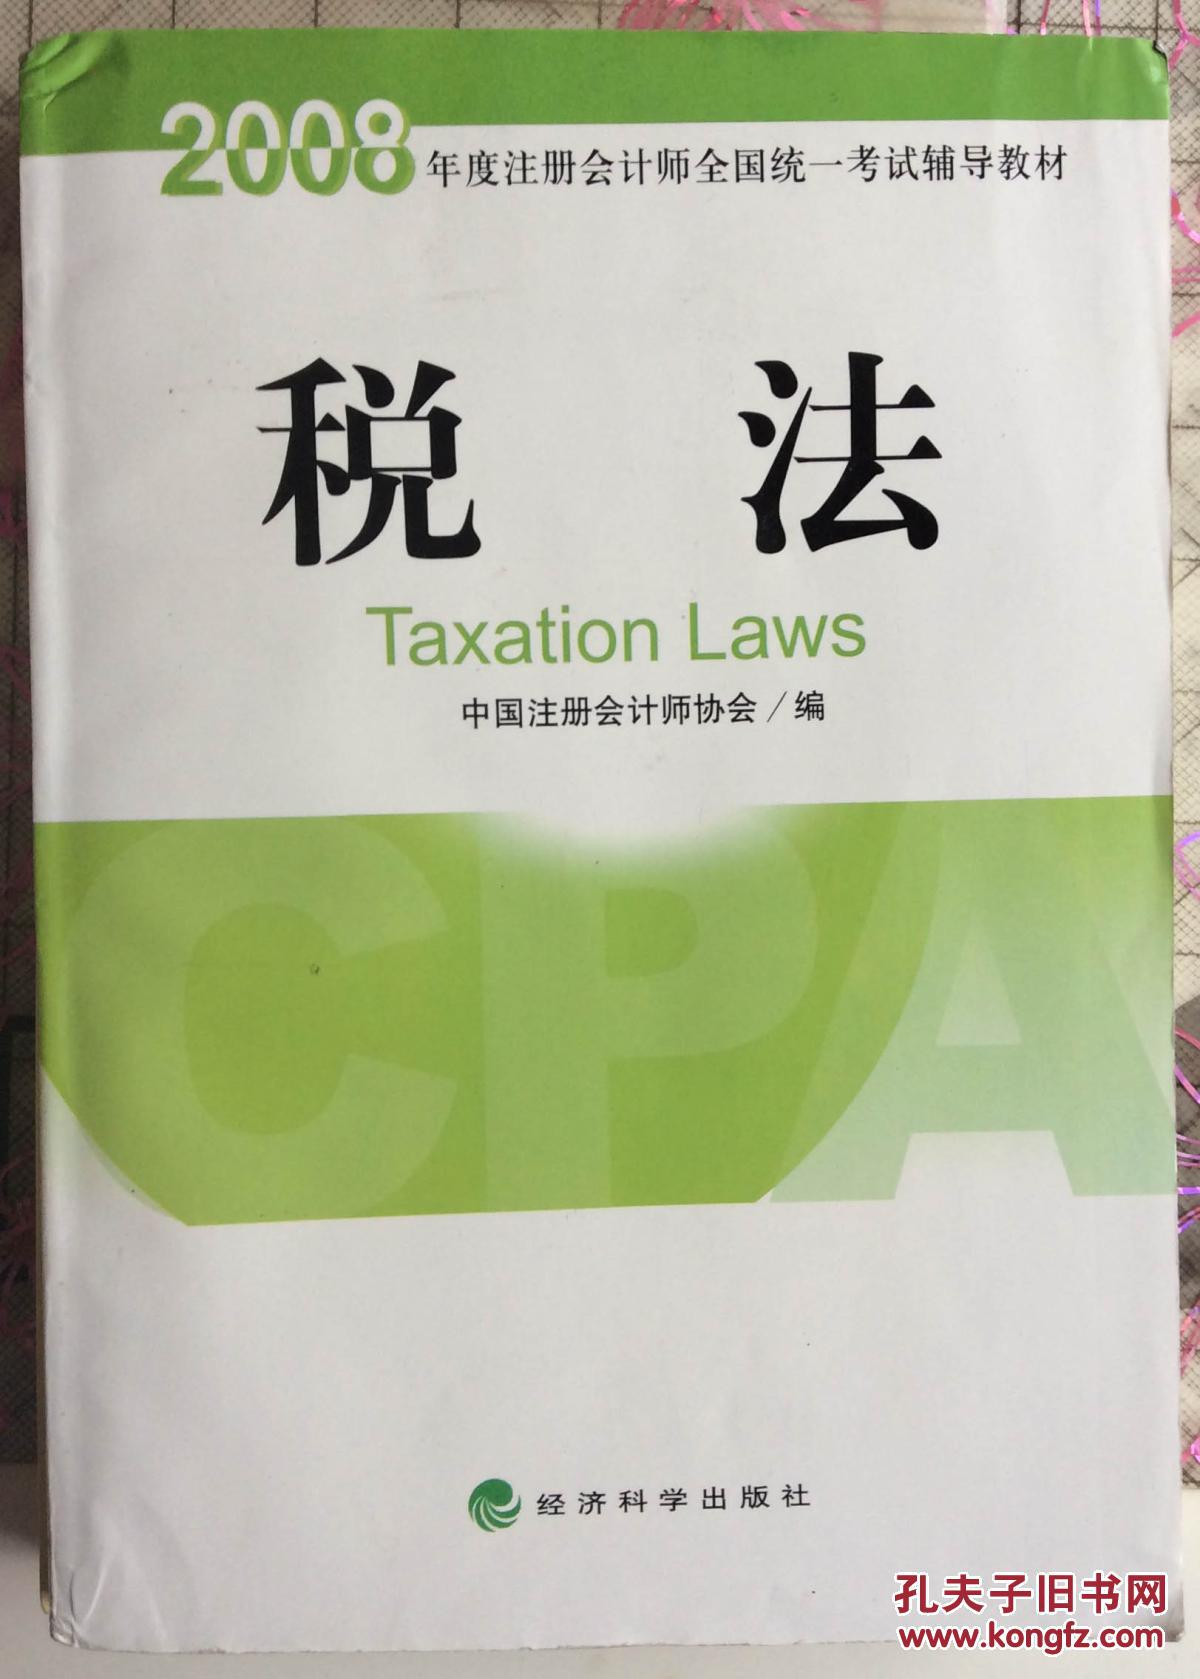 2008年度注册会计师全国统一考试辅导教材
税 法
Taxation Laws
中国注册会计师协会/编
CPA
经济科学出版社
孔夫子旧书网
www.kongfz.com